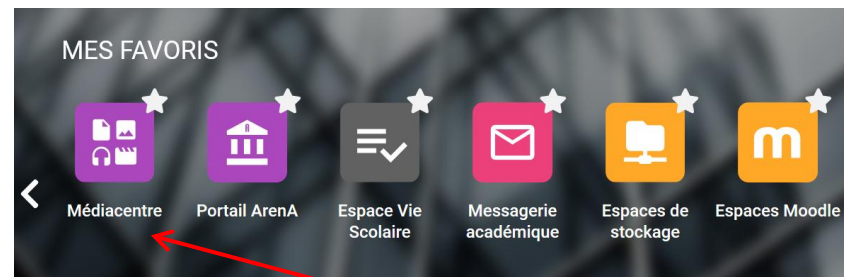 MES FAVORIS
Médiacentre
Portail ArenA
Espace Vie
Scolaire
Messagerie
académique
Espaces de
stockage
m
Espaces Moodle